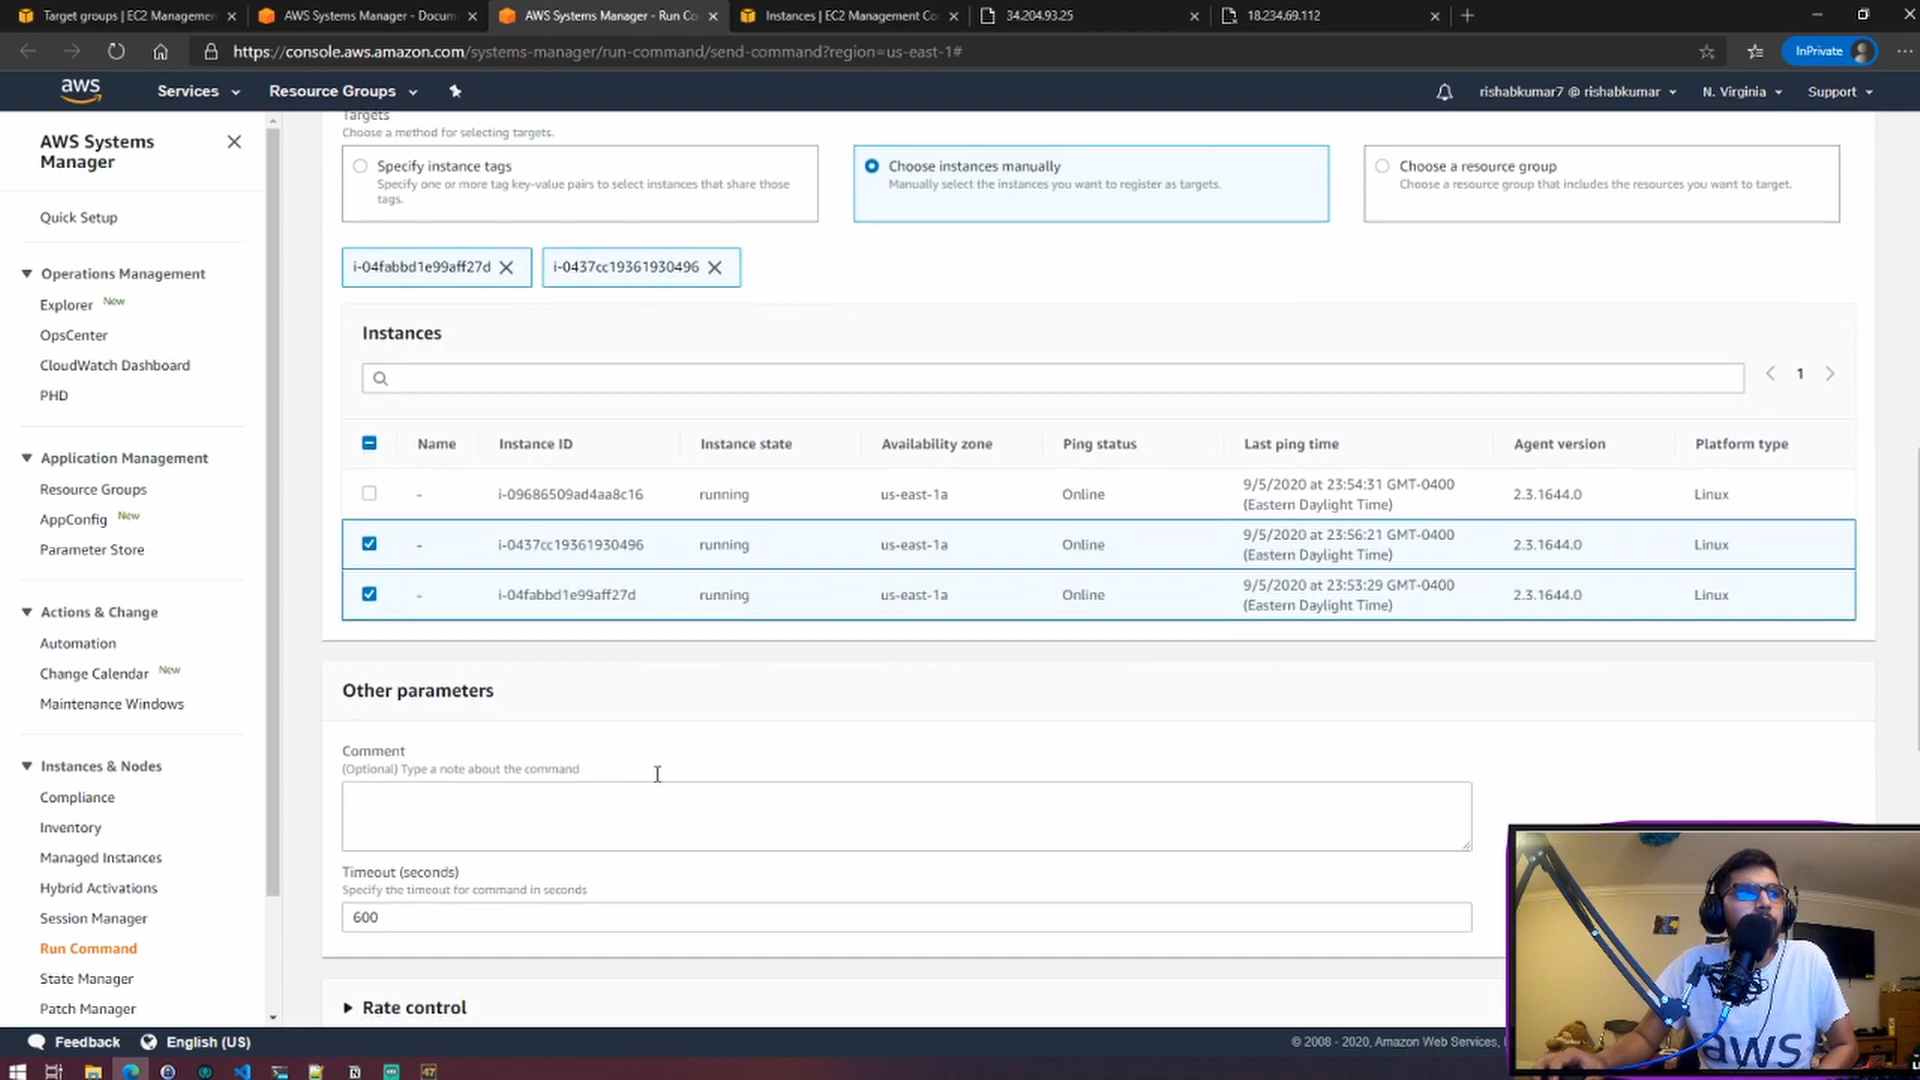 Target groups | EC2 Managemen
AWS Systems Manager - Docum
AWS Systems Manager - Run Co
Instances | EC2 Management Co
34.204.93.25
18.234.69.112
https://console.aws.amazon.com/systems-manager/run-command/send-command?region=us-east-1#
InPrivate
aws
Services
Resource Groups
rishabkumar7 @ rishabkumar
N. Virginia
Support
AWS Systems
Manager
Quick Setup
Operations Management
Explorer New
OpsCenter
CloudWatch Dashboard
PHD
Application Management
Resource Groups
AppConfig New
Parameter Store
Actions & Change
Automation
Change Calendar New
Maintenance Windows
Instances & Nodes
Compliance
Inventory
Managed Instances
Hybrid Activations
Session Manager
Run Command
State Manager
Patch Manager
Targets
Choose a method for selecting targets.
Specify instance tags
Specify one or more tag key-value pairs to select instances that share those
tags.
Choose instances manually
Manually select the instances you want to register as targets.
Choose a resource group
Choose a resource group that includes the resources you want to target.
i-04fabbd1e99aff27d
i-0437cc19361930496
Instances
1
Name Instance ID Instance state Availability zone Ping status Last ping time Agent version Platform type
- i-09686509ad4aa8c16 running us-east-1a Online 9/5/2020 at 23:54:31 GMT-0400 (Eastern Daylight Time) 2.3.1644.0 Linux
- i-0437cc19361930496 running us-east-1a Online 9/5/2020 at 23:56:21 GMT-0400 (Eastern Daylight Time) 2.3.1644.0 Linux
- i-04fabbd1e99aff27d running us-east-1a Online 9/5/2020 at 23:53:29 GMT-0400 (Eastern Daylight Time) 2.3.1644.0 Linux
Other parameters
Comment
(Optional) Type a note about the command
Timeout (seconds)
Specify the timeout for command in seconds
600
Rate control
Feedback
English (US)
© 2008 - 2020, Amazon Web Services,
aws
47